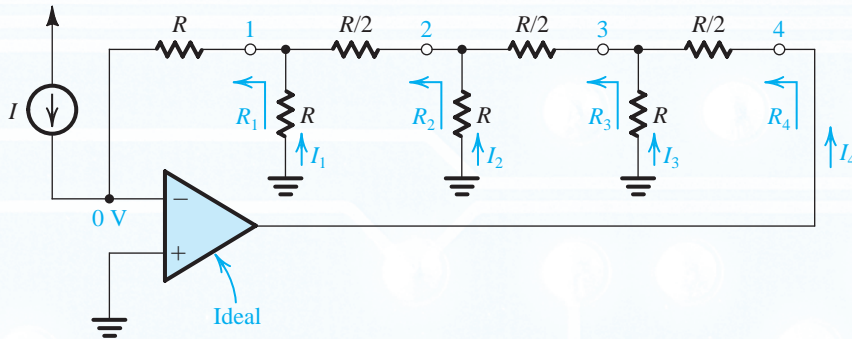 R 1 R/2 2 R/2 3 R/2 4
I R₁ R R₂ R R₃ R R₄
I₁ I₂ I₃ I₄
0 V −
+
Ideal